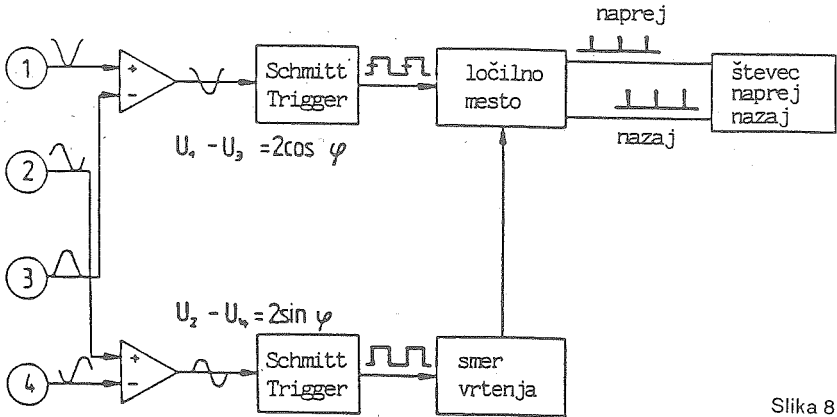 naprej
1
+
-
Schmitt
Trigger
ločilno
mesto
števec
naprej
nazaj
nazaj
U₁ - U₃ = 2cos φ
2
3
U₂ - U₄ = 2sin φ
4
+
-
Schmitt
Trigger
smer
vrtenja
Slika 8